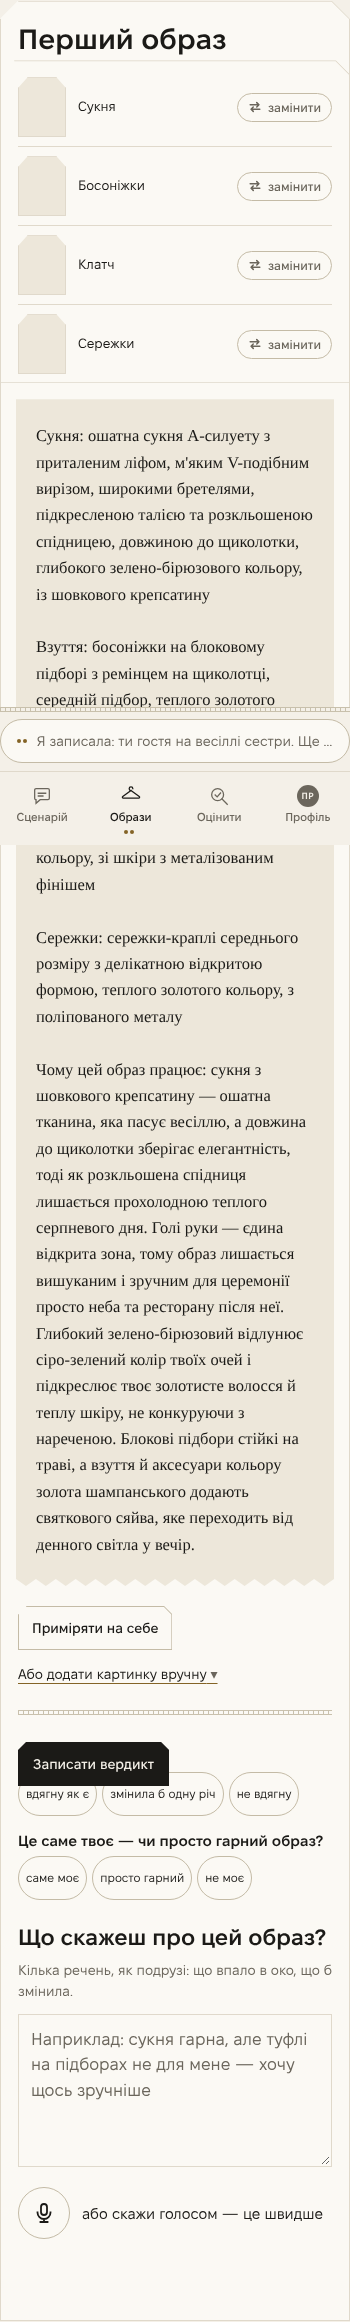 Перший образ
Сукня
замінити
Босоніжки
замінити
Клатч
замінити
Сережки
замінити
Сукня: ошатна сукня А-силуету з
приталеним ліфом, м'яким V-подібним
вирізом, широкими бретелями,
підкресленою талією та розкльошеною
спідницею, довжиною до щиколотки,
глибокого зелено-бірюзового кольору,
із шовкового крепсатину
Взуття: босоніжки на блоковому
підборі з ремінцем на щиколотці,
середній підбор, теплого золотого
Я записала: ти гостя на весіллі сестри. Ще ...
Сценарій
Образи
Оцінити
ПР
Профіль
кольору, зі шкіри з металізованим
фінішем
Сережки: сережки-краплі середнього
розміру з делікатною відкритою
формою, теплого золотого кольору, з
поліпованого металу
Чому цей образ працює: сукня з
шовкового крепсатину — ошатна
тканина, яка пасує весіллю, а довжина
до щиколотки зберігає елегантність,
тоді як розкльошена спідниця
лишається прохолодною теплого
серпневого дня. Голі руки — єдина
відкрита зона, тому образ лишається
вишуканим і зручним для церемонії
просто неба та ресторану після неї.
Глибокий зелено-бірюзовий відлунює
сіро-зелений колір твоїх очей і
підкреслює твоє золотисте волосся й
теплу шкіру, не конкуруючи з
нареченою. Блокові підбори стійкі на
траві, а взуття й аксесуари кольору
золота шампанського додають
святкового сяйва, яке переходить від
денного світла у вечір.
Приміряти на себе
Або додати картинку вручну ▾
Записати вердикт
вдягну як є
змінила б одну річ
не вдягну
Це саме твоє — чи просто гарний образ?
саме моє
просто гарний
не моє
Що скажеш про цей образ?
Кілька речень, як подрузі: що впало в око, що б
змінила.
Наприклад: сукня гарна, але туфлі
на підборах не для мене — хочу
щось зручніше
або скажи голосом — це швидше